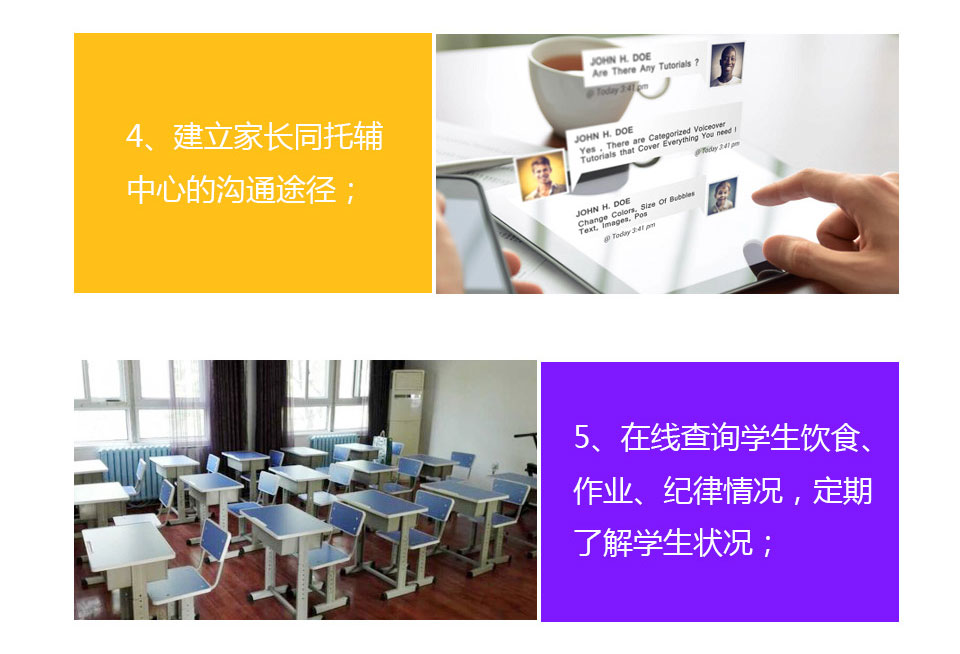 4、建立家长同托辅
中心的沟通途径；
JOHN H. DOE
Are There Any Tutorials ?
@ Today 3:41 pm
JOHN H. DOE
Yes , There are Categorized Voiceover
Tutorials that Cover Everything You need !
@Today 3:41 pm
JOHN H. DOE
Change Colors, Size Of Bubbles
Text, Images, Pos
@ Today 3:41 pm
5、在线查询学生饮食、
作业、纪律情况，定期
了解学生状况；